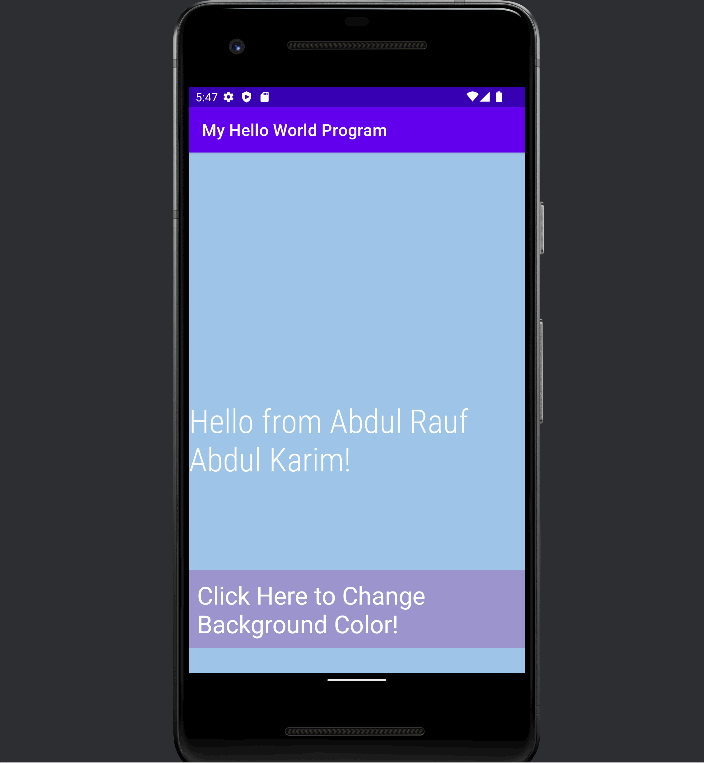 5:47
My Hello World Program
Hello from Abdul Rauf
Abdul Karim!
Click Here to Change
Background Color!